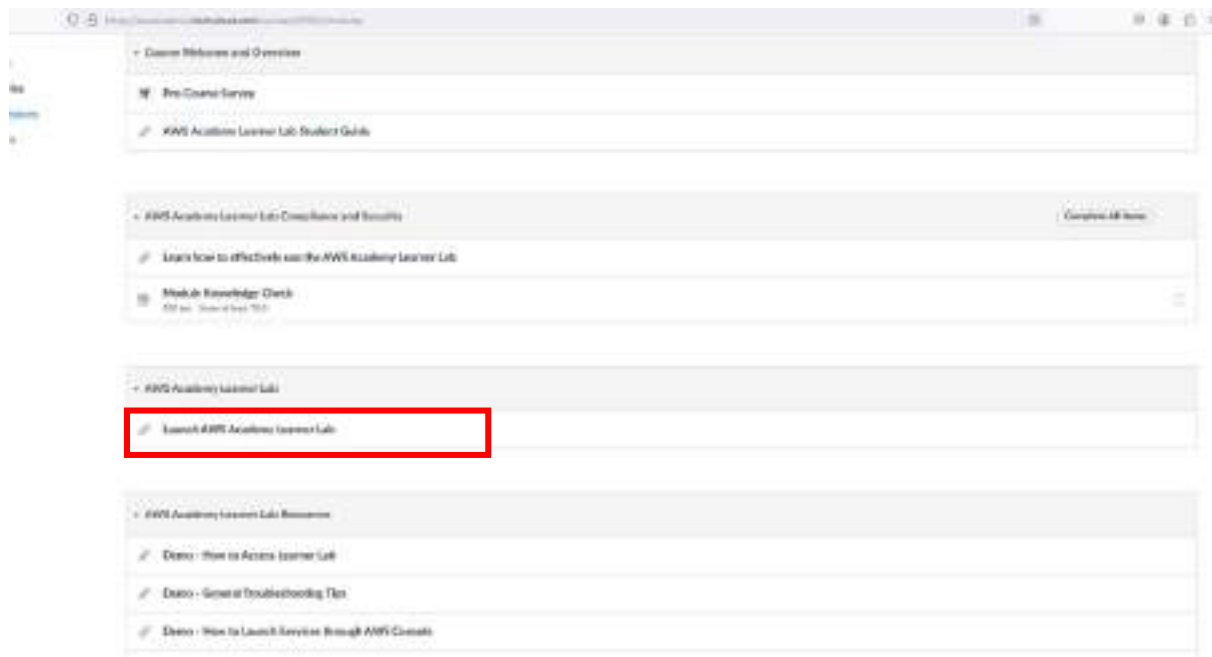 Course Welcome and Overview
Pre-Course Survey
AWS Academy Learner Lab Student Guide
AWS Academy Learner Lab Compliance and Security
Complete All Items
Learn how to effectively use the AWS Academy Learner Lab
Module Knowledge Check
AWS Academy Learner Lab
Launch AWS Academy Learner Lab
AWS Academy Learner Lab Resources
Demo - How to Access Learner Lab
Demo - General Troubleshooting Tips
Demo - How to Launch Services through AWS Console